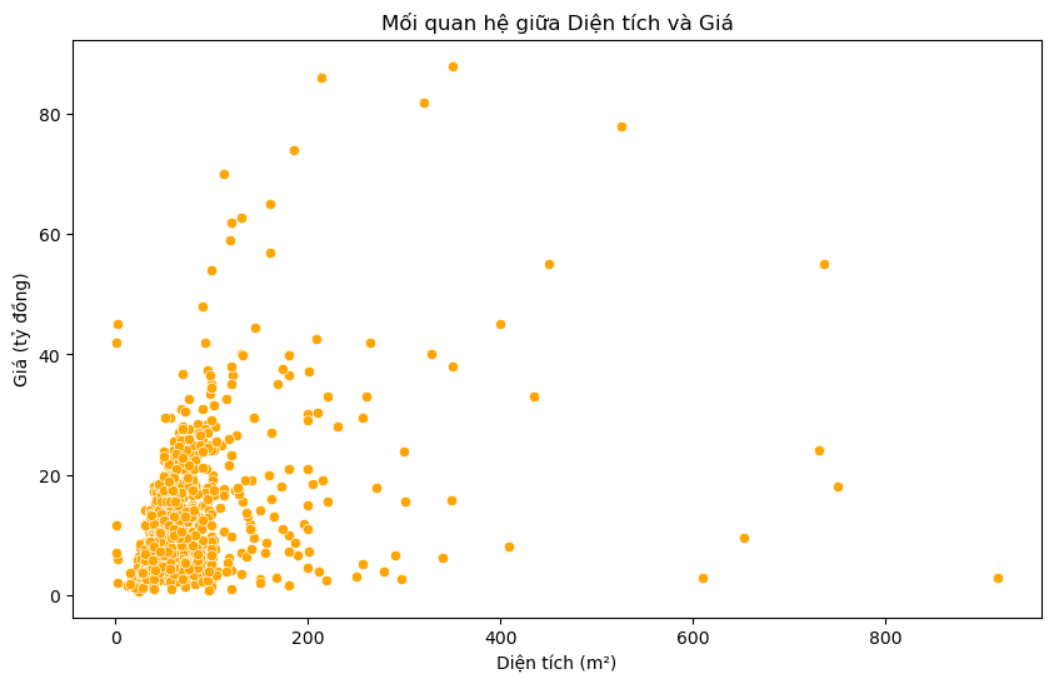 Mối quan hệ giữa Diện tích và Giá
80
60
40
20
0
Giá (tỷ đồng)
0 200 400 600 800
Diện tích (m²)